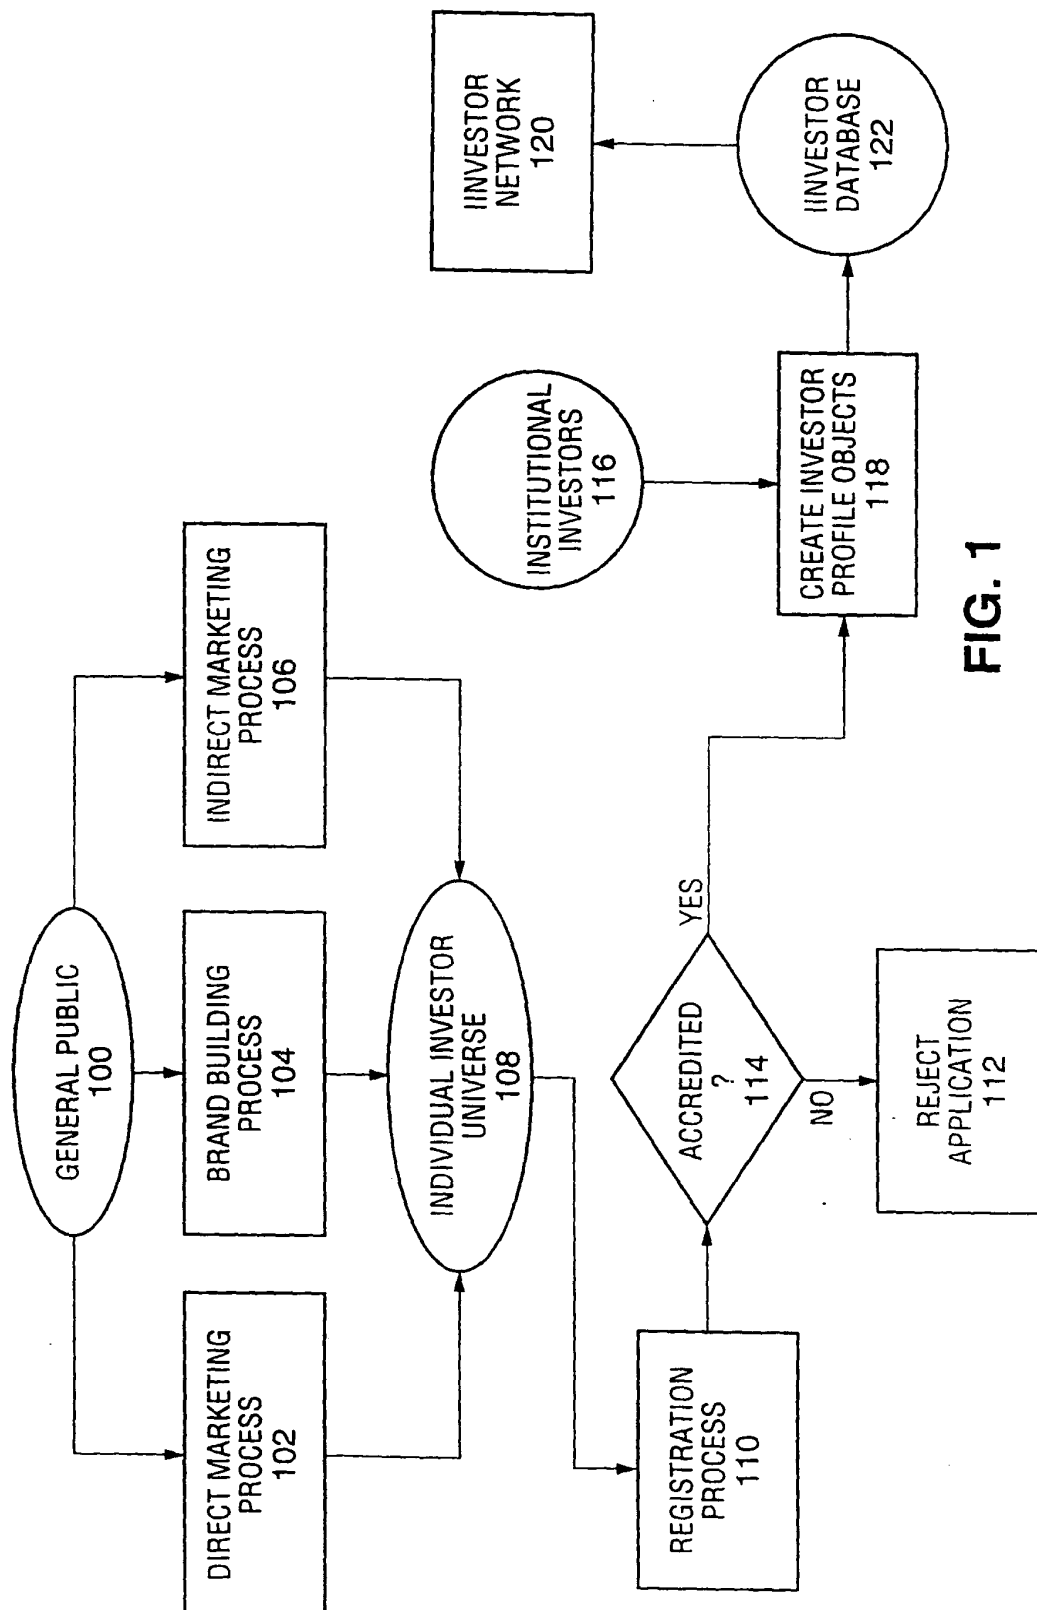 GENERAL PUBLIC
100
DIRECT MARKETING
PROCESS
102
BRAND BUILDING
PROCESS
104
INDIRECT MARKETING
PROCESS
106
INDIVIDUAL INVESTOR
UNIVERSE
108
REGISTRATION
PROCESS
110
ACCREDITED
?
114
YES
NO
REJECT
APPLICATION
112
INSTITUTIONAL
INVESTORS
116
CREATE INVESTOR
PROFILE OBJECTS
118
IINVESTOR
NETWORK
120
IINVESTOR
DATABASE
122
FIG. 1